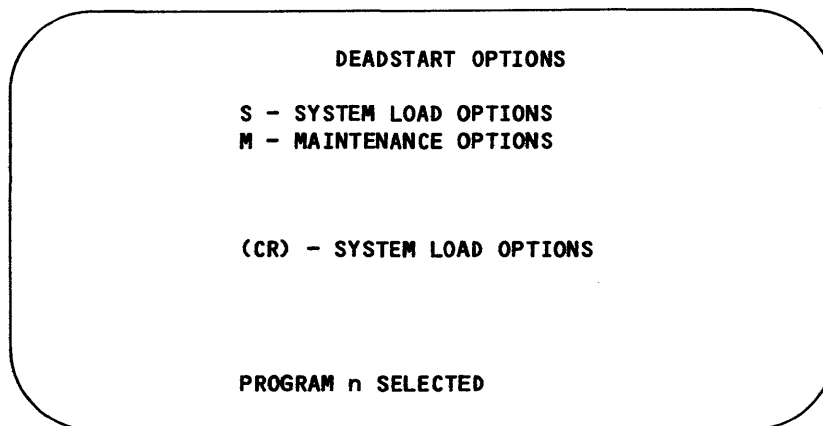 DEADSTART OPTIONS
S - SYSTEM LOAD OPTIONS
M - MAINTENANCE OPTIONS
(CR) - SYSTEM LOAD OPTIONS
PROGRAM n SELECTED